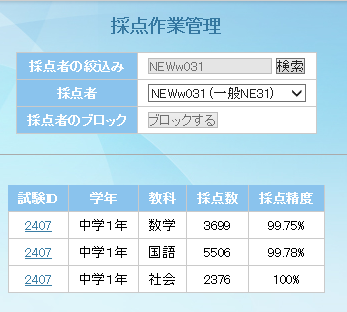 採点作業管理
採点者の絞込み NEWw031 検索
採点者 NEWw031 (一般NE31)
採点者のブロック ブロックする
試験ID 学年 教科 採点数 採点精度
2407 中学1年 数学 3699 99.75%
2407 中学1年 国語 5506 99.78%
2407 中学1年 社会 2376 100%